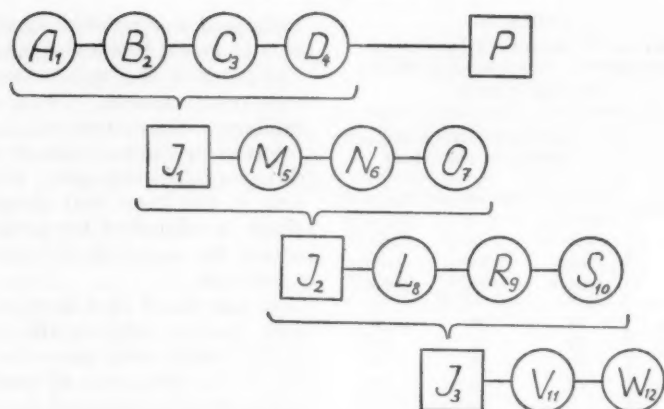 A₁ B₂ C₃ D₄ P
J₁ M₅ N₆ O₇
J₂ L₈ R₉ S₁₀
J₃ V₁₁ W₁₂